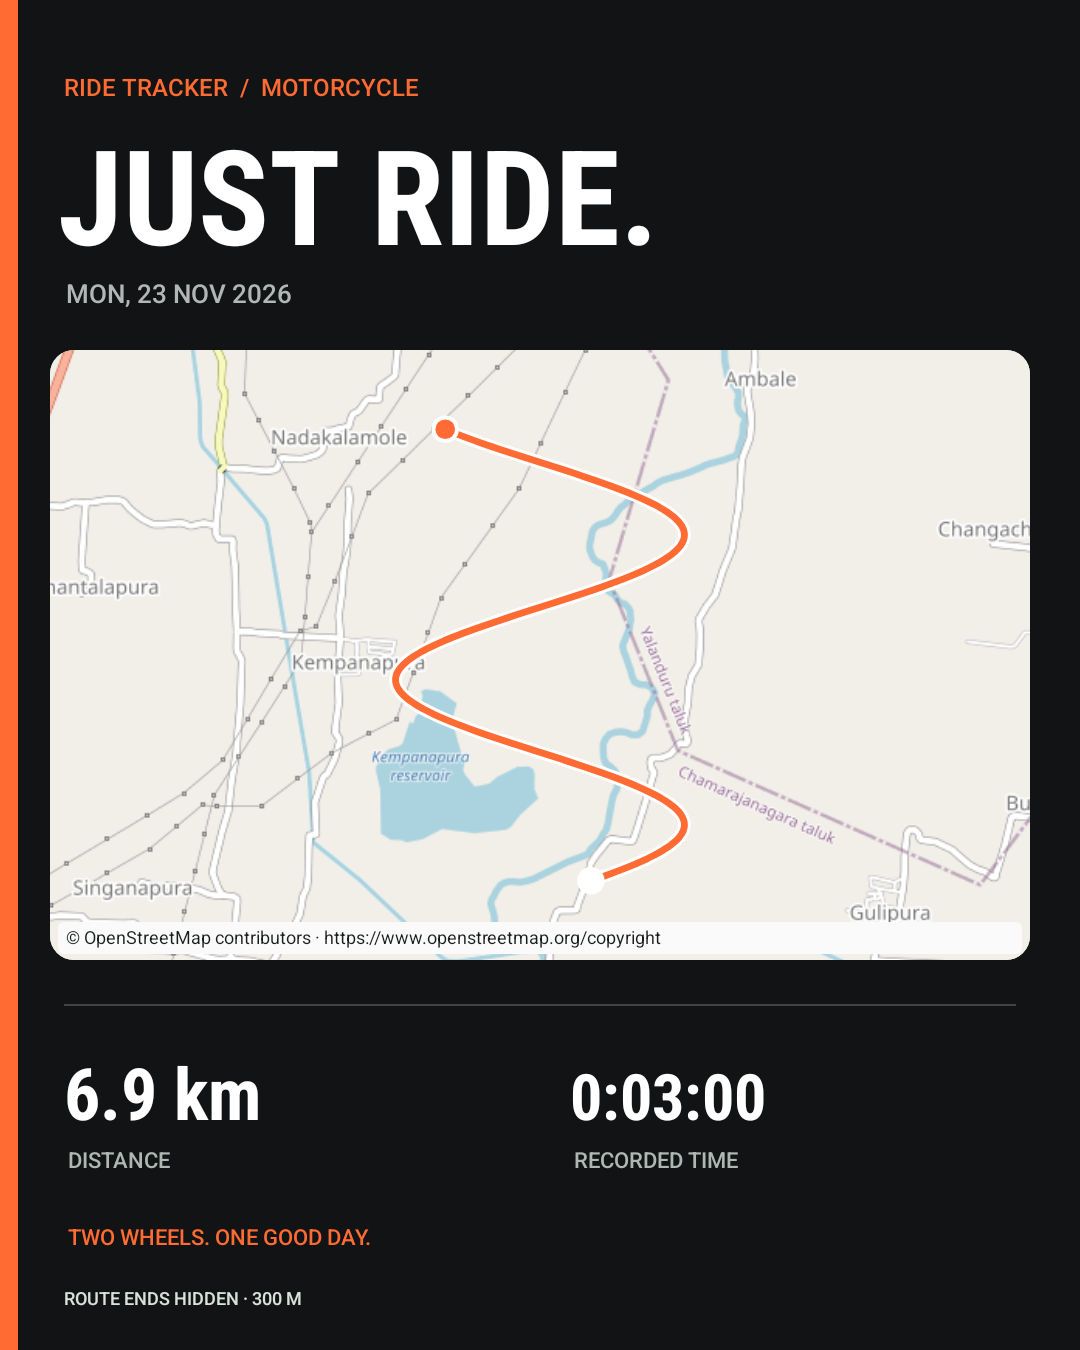 RIDE TRACKER / MOTORCYCLE
JUST RIDE.
MON, 23 NOV 2026
Ambale
Nadakalamole
Changach
nantalapura
Yalanduru taluk
Kempanapura
Kempanapura
reservoir
Chamarajanagara taluk
Bu
Singanapura
Gulipura
© OpenStreetMap contributors · https://www.openstreetmap.org/copyright
6.9 km
0:03:00
DISTANCE
RECORDED TIME
TWO WHEELS. ONE GOOD DAY.
ROUTE ENDS HIDDEN · 300 M